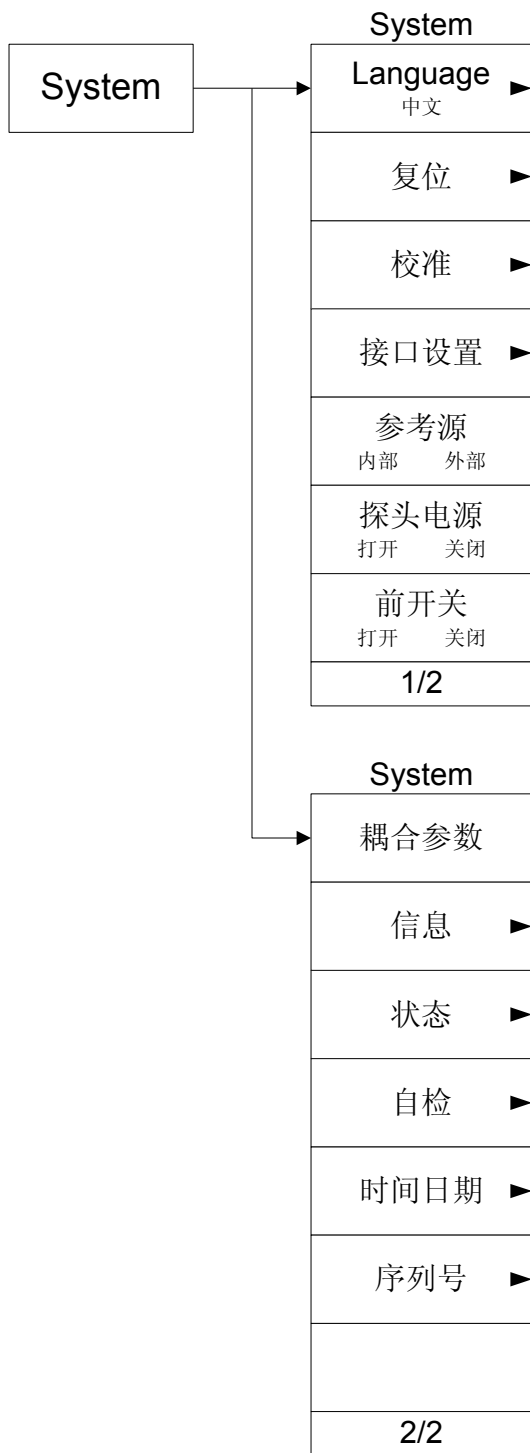 System
System
Language
中文
复位
校准
接口设置
参考源
内部 外部
探头电源
打开 关闭
前开关
打开 关闭
1/2
System
耦合参数
信息
状态
自检
时间日期
序列号
2/2